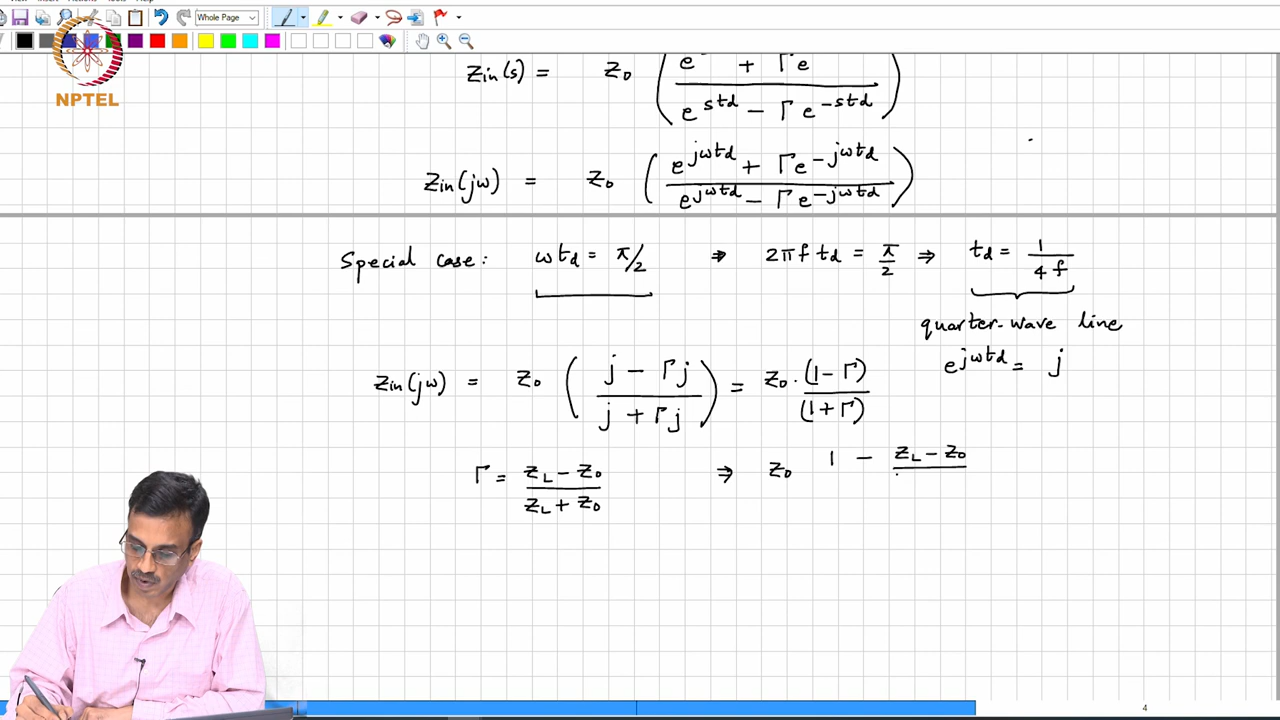 Whole Page
NPTEL
Zin(s) = Z0 ( e + Γe / e^std − Γe^−std )
Zin(jω) = Z0 ( e^jωtd + Γe^−jωtd / e^jωtd − Γe^−jωtd )
Special case: ωtd = π/2 ⇒ 2πf td = π/2 ⇒ td = 1/4f
quarter-wave line
e^jωtd = j
Zin(jω) = Z0 ( j − Γj / j + Γj ) = Z0 · (1 − Γ) / (1 + Γ)
Γ = ZL − Z0 / ZL + Z0 ⇒ Z0 1 − ZL − Z0
4